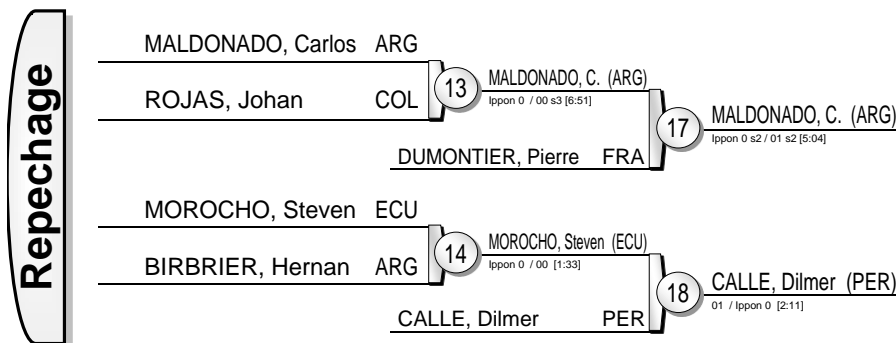 Repechage
MALDONADO, Carlos ARG
ROJAS, Johan COL
13
MALDONADO, C. (ARG)
Ippon 0 / 00 s3 [6:51]
DUMONTIER, Pierre FRA
17
MALDONADO, C. (ARG)
Ippon 0 s2 / 01 s2 [5:04]
MOROCHO, Steven ECU
BIRBRIER, Hernan ARG
14
MOROCHO, Steven (ECU)
Ippon 0 / 00 [1:33]
CALLE, Dilmer PER
18
CALLE, Dilmer (PER)
01 / Ippon 0 [2:11]